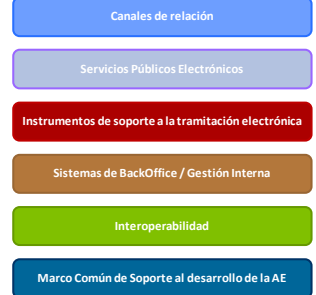 Canales de relación
Servicios Públicos Electrónicos
Instrumentos de soporte a la tramitación electrónica
Sistemas de BackOffice / Gestión Interna
Interoperabilidad
Marco Común de Soporte al desarrollo de la AE